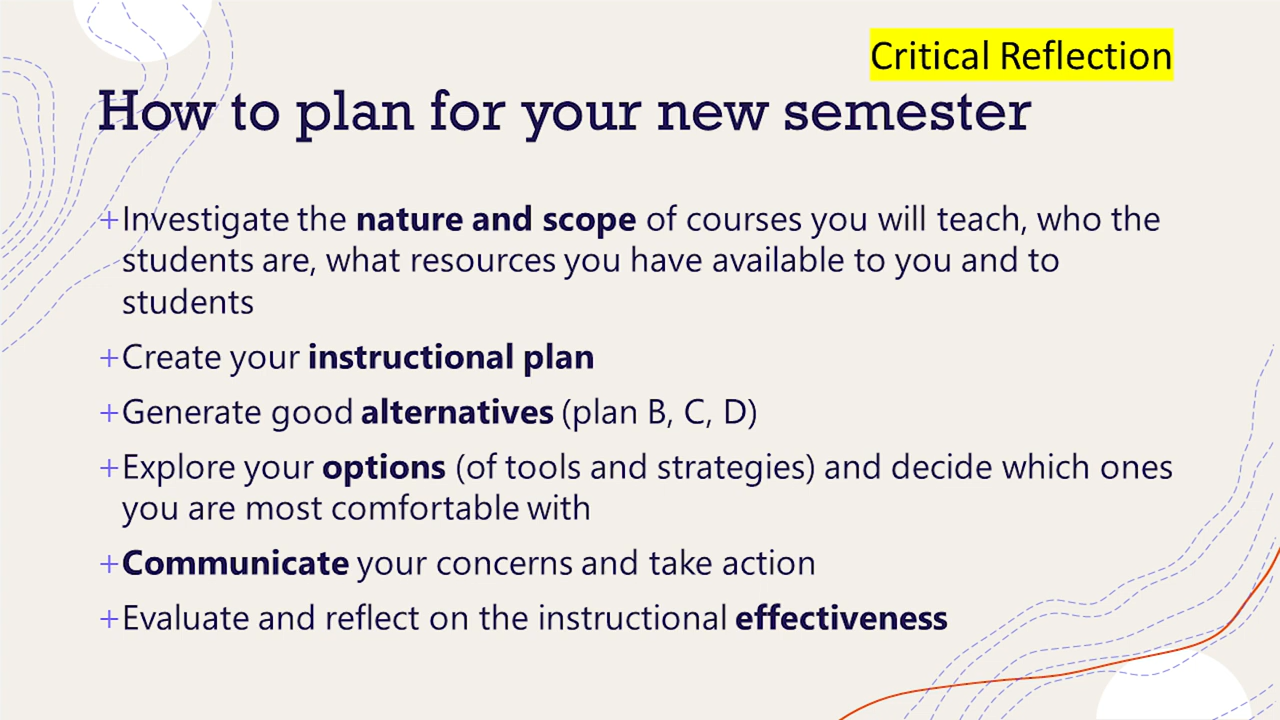 Critical Reflection
How to plan for your new semester
+Investigate the nature and scope of courses you will teach, who the
students are, what resources you have available to you and to
students
+Create your instructional plan
+Generate good alternatives (plan B, C, D)
+Explore your options (of tools and strategies) and decide which ones
you are most comfortable with
+Communicate your concerns and take action
+Evaluate and reflect on the instructional effectiveness